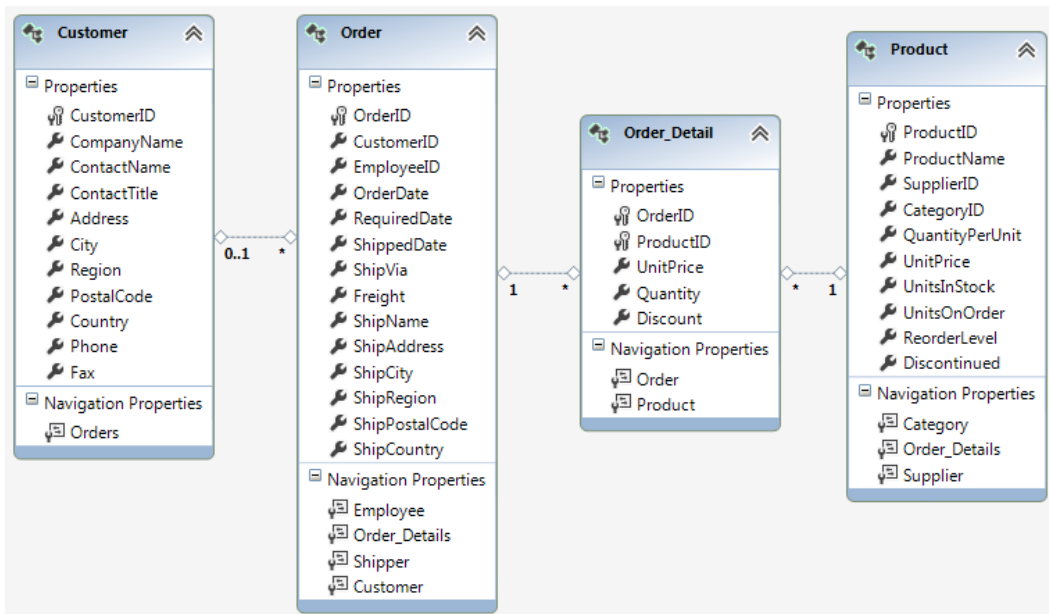 Customer
Properties
CustomerID
CompanyName
ContactName
ContactTitle
Address
City
Region
PostalCode
Country
Phone
Fax
Navigation Properties
Orders
0..1
*
Order
Properties
OrderID
CustomerID
EmployeeID
OrderDate
RequiredDate
ShippedDate
ShipVia
Freight
ShipName
ShipAddress
ShipCity
ShipRegion
ShipPostalCode
ShipCountry
Navigation Properties
Employee
Order_Details
Shipper
Customer
1
*
Order_Detail
Properties
OrderID
ProductID
UnitPrice
Quantity
Discount
Navigation Properties
Order
Product
*
1
Product
Properties
ProductID
ProductName
SupplierID
CategoryID
QuantityPerUnit
UnitPrice
UnitsInStock
UnitsOnOrder
ReorderLevel
Discontinued
Navigation Properties
Category
Order_Details
Supplier